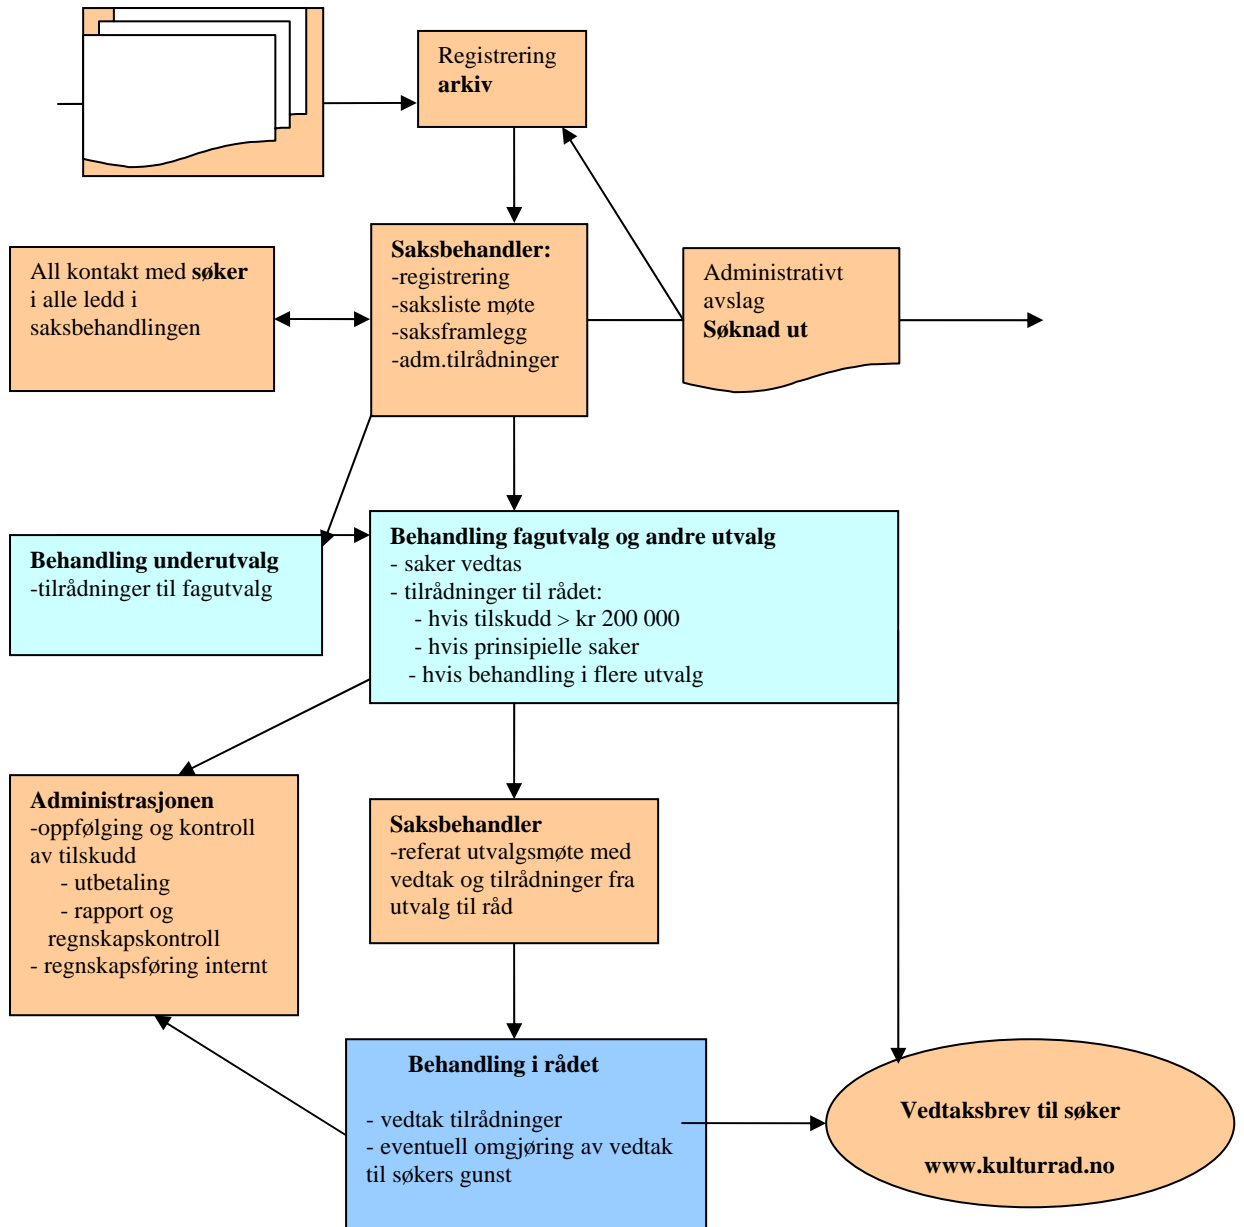 Registrering
arkiv
All kontakt med søker
i alle ledd i
saksbehandlingen
Saksbehandler:
-registrering
-saksliste møte
-saksframlegg
-adm.tilrådninger
Administrativt
avslag
Søknad ut
Behandling underutvalg
-tilrådninger til fagutvalg
Behandling fagutvalg og andre utvalg
- saker vedtas
- tilrådninger til rådet:
- hvis tilskudd > kr 200 000
- hvis prinsipielle saker
- hvis behandling i flere utvalg
Administrasjonen
-oppfølging og kontroll
av tilskudd
- utbetaling
- rapport og
regnskapskontroll
- regnskapsføring internt
Saksbehandler
-referat utvalgsmøte med
vedtak og tilrådninger fra
utvalg til råd
Behandling i rådet
- vedtak tilrådninger
- eventuell omgjøring av vedtak
til søkers gunst
Vedtaksbrev til søker
www.kulturrad.no